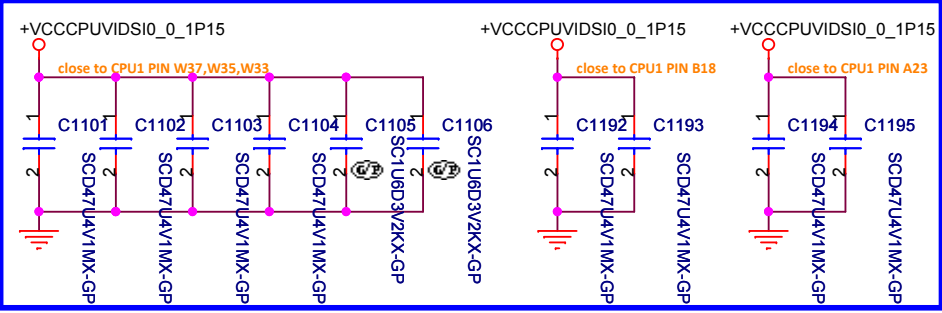 +VCCCPUVIDSI0_0_1P15
+VCCCPUVIDSI0_0_1P15
+VCCCPUVIDSI0_0_1P15
close to CPU1 PIN W37,W35,W33
close to CPU1 PIN B18
close to CPU1 PIN A23
1
C1101
2
SCD47U4V1MX-GP
1
C1102
2
SCD47U4V1MX-GP
1
C1103
2
SCD47U4V1MX-GP
1
C1104
2
SCD47U4V1MX-GP
1
C1105
2
G/P
SC1U6D3V2KX-GP
1
C1106
2
G/P
SC1U6D3V2KX-GP
1
C1192
2
SCD47U4V1MX-GP
1
C1193
2
SCD47U4V1MX-GP
1
C1194
2
SCD47U4V1MX-GP
1
C1195
2
SCD47U4V1MX-GP